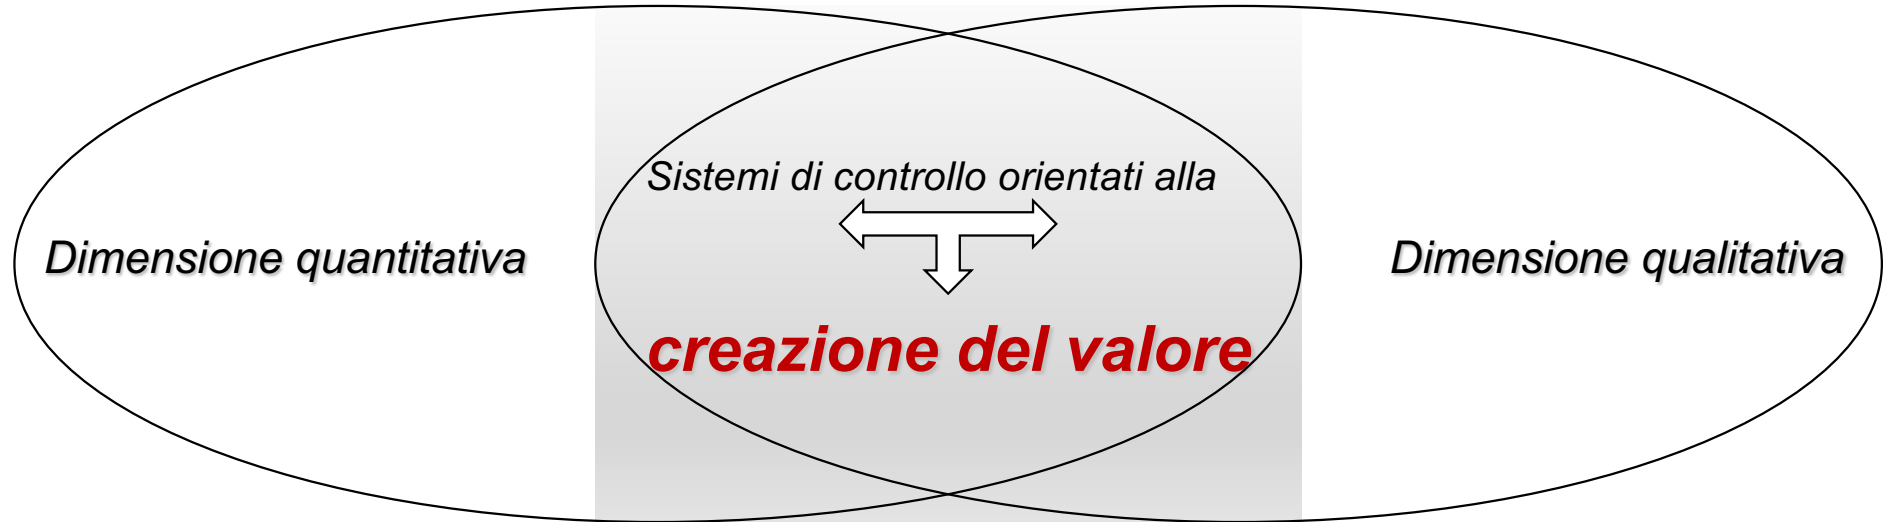 Sistemi di controllo orientati alla
Dimensione quantitativa
Dimensione qualitativa
creazione del valore